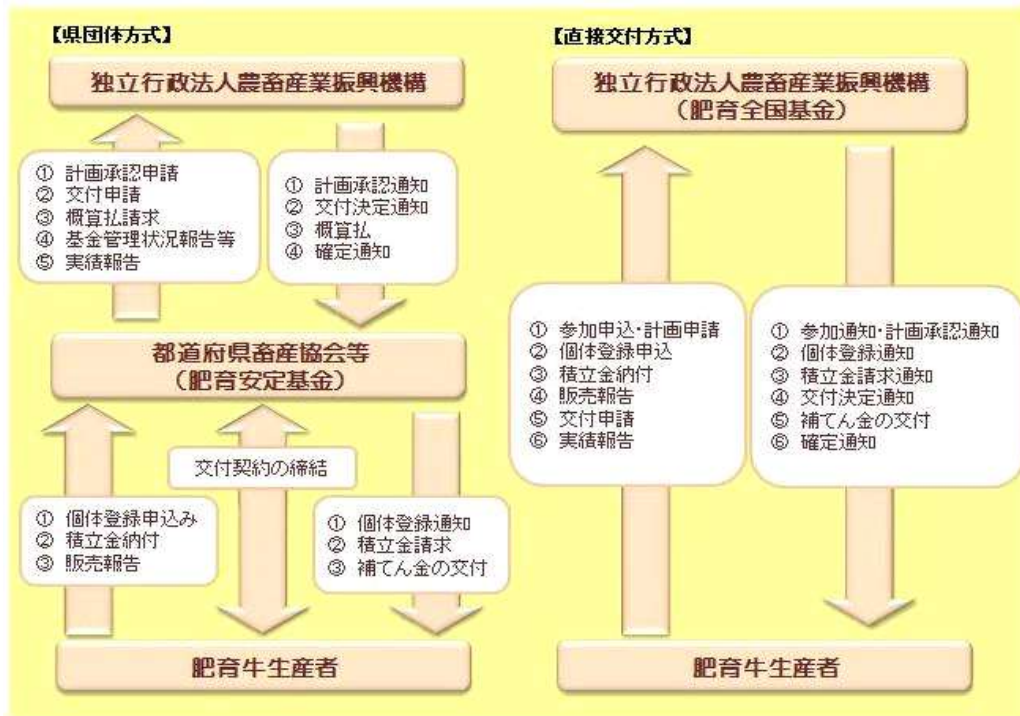 【県団体方式】
独立行政法人農畜産業振興機構
① 計画承認申請
② 交付申請
③ 概算払請求
④ 基金管理状況報告等
⑤ 実績報告
① 計画承認通知
② 交付決定通知
③ 概算払
④ 確定通知
都道府県畜産協会等
(肥育安定基金)
交付契約の締結
① 個体登録申込み
② 積立金納付
③ 販売報告
① 個体登録通知
② 積立金請求
③ 補てん金の交付
肥育牛生産者
【直接交付方式】
独立行政法人農畜産業振興機構
(肥育全国基金)
① 参加申込・計画申請
② 個体登録申込
③ 積立金納付
④ 販売報告
⑤ 交付申請
⑥ 実績報告
① 参加通知・計画承認通知
② 個体登録通知
③ 積立金請求通知
④ 交付決定通知
⑤ 補てん金の交付
⑥ 確定通知
肥育牛生産者